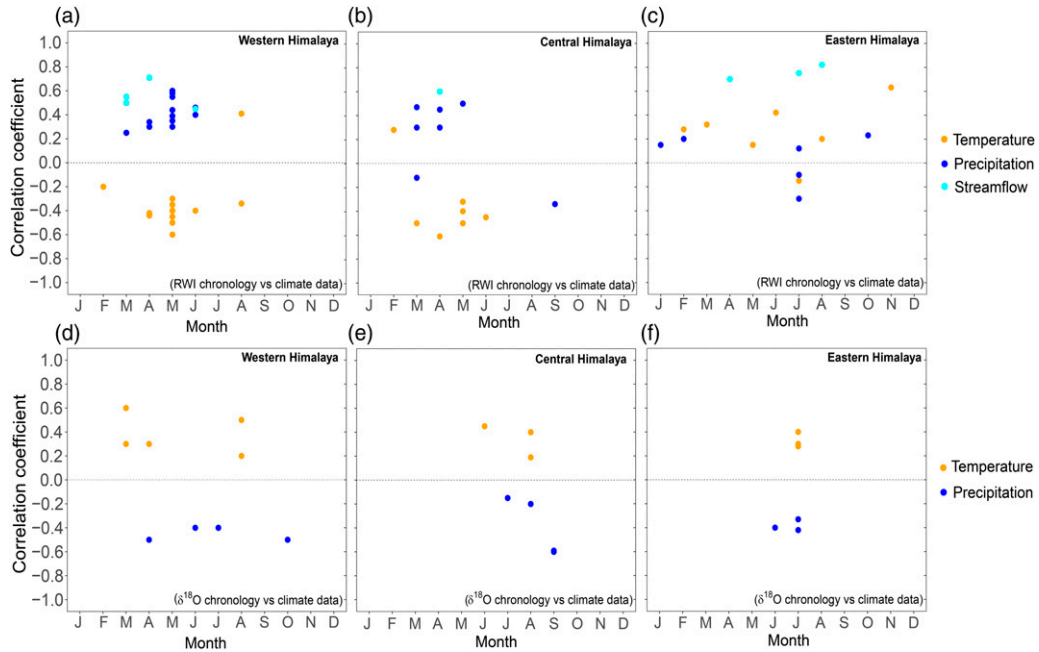 (a) (b) (c)
Western Himalaya Central Himalaya Eastern Himalaya
Correlation coefficient
1.0
0.8
0.6
0.4
0.2
0.0
−0.2
−0.4
−0.6
−0.8
−1.0
Temperature
Precipitation
Streamflow
(RWI chronology vs climate data) (RWI chronology vs climate data) (RWI chronology vs climate data)
J F M A M J J A S O N D J F M A M J J A S O N D J F M A M J J A S O N D
Month Month Month
(d) (e) (f)
Western Himalaya Central Himalaya Eastern Himalaya
Correlation coefficient
1.0
0.8
0.6
0.4
0.2
0.0
−0.2
−0.4
−0.6
−0.8
−1.0
Temperature
Precipitation
(δ¹⁸O chronology vs climate data) (δ¹⁸O chronology vs climate data) (δ¹⁸O chronology vs climate data)
J F M A M J J A S O N D J F M A M J J A S O N D J F M A M J J A S O N D
Month Month Month